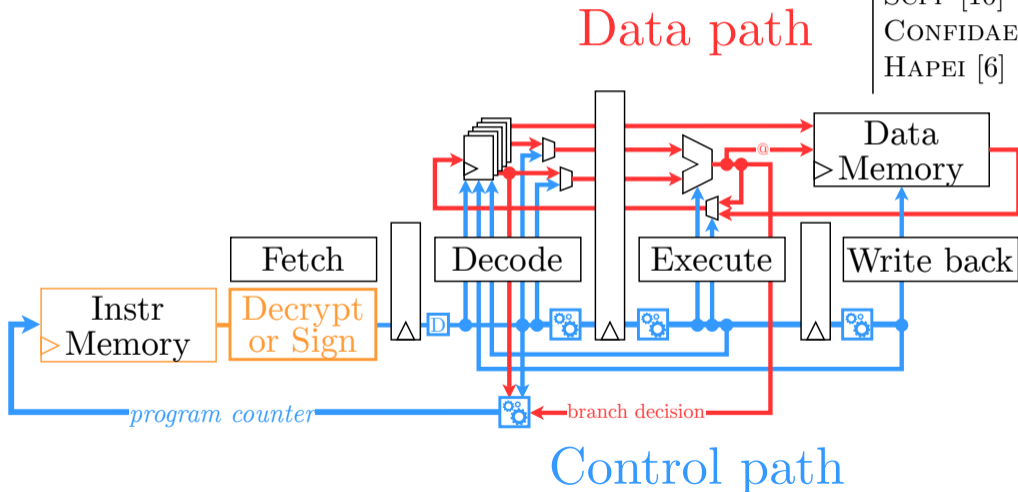 Data path
CONFIDAE
HAPEI [6]
Data
Memory
@
Fetch
Decode
Execute
Write back
Instr
Memory
Decrypt
or Sign
D
program counter
branch decision
Control path